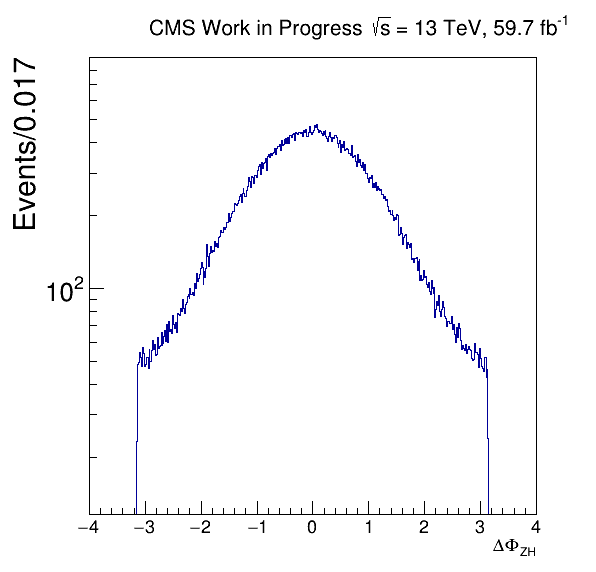 CMS Work in Progress √s = 13 TeV, 59.7 fb⁻¹
Events/0.017
10²
−4 −3 −2 −1 0 1 2 3 4
ΔΦ_ZH